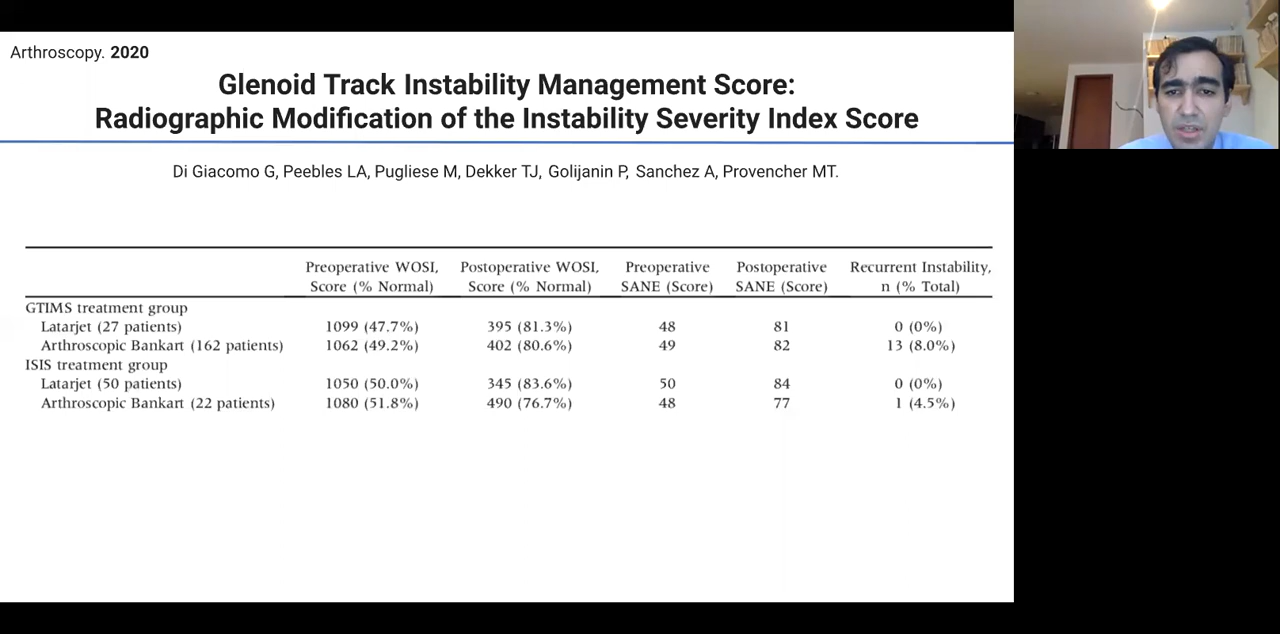 Arthroscopy. 2020
Glenoid Track Instability Management Score:
Radiographic Modification of the Instability Severity Index Score
Di Giacomo G, Peebles LA, Pugliese M, Dekker TJ, Golijanin P, Sanchez A, Provencher MT.
Preoperative WOSI, Postoperative WOSI, Preoperative Postoperative Recurrent Instability,
Score (% Normal) Score (% Normal) SANE (Score) SANE (Score) n (% Total)
GTIMS treatment group
Latarjet (27 patients) 1099 (47.7%) 395 (81.3%) 48 81 0 (0%)
Arthroscopic Bankart (162 patients) 1062 (49.2%) 402 (80.6%) 49 82 13 (8.0%)
ISIS treatment group
Latarjet (50 patients) 1050 (50.0%) 345 (83.6%) 50 84 0 (0%)
Arthroscopic Bankart (22 patients) 1080 (51.8%) 490 (76.7%) 48 77 1 (4.5%)